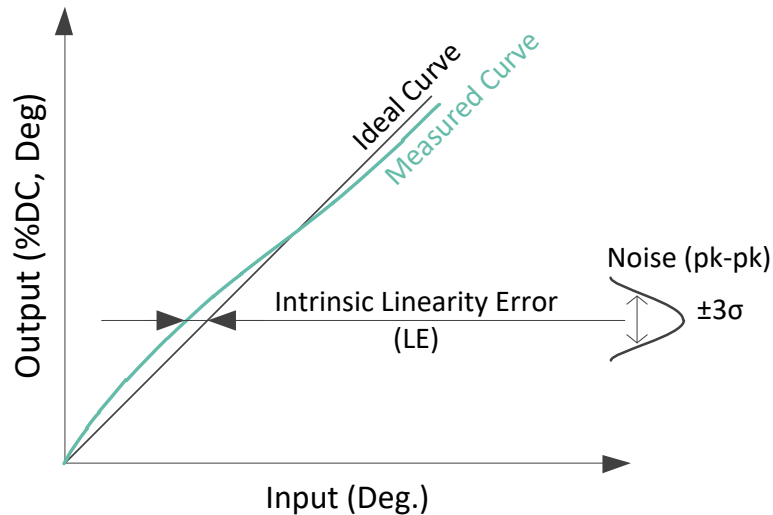 Output (%DC, Deg)
Ideal Curve
Measured Curve
Noise (pk-pk)
±3σ
Intrinsic Linearity Error
(LE)
Input (Deg.)